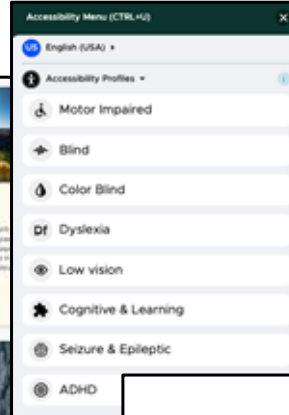 Accessibility Menu (CTRL+U)
US English (USA)
Accessibility Profiles
Motor Impaired
Blind
Color Blind
Df Dyslexia
Low vision
Cognitive & Learning
Seizure & Epileptic
ADHD